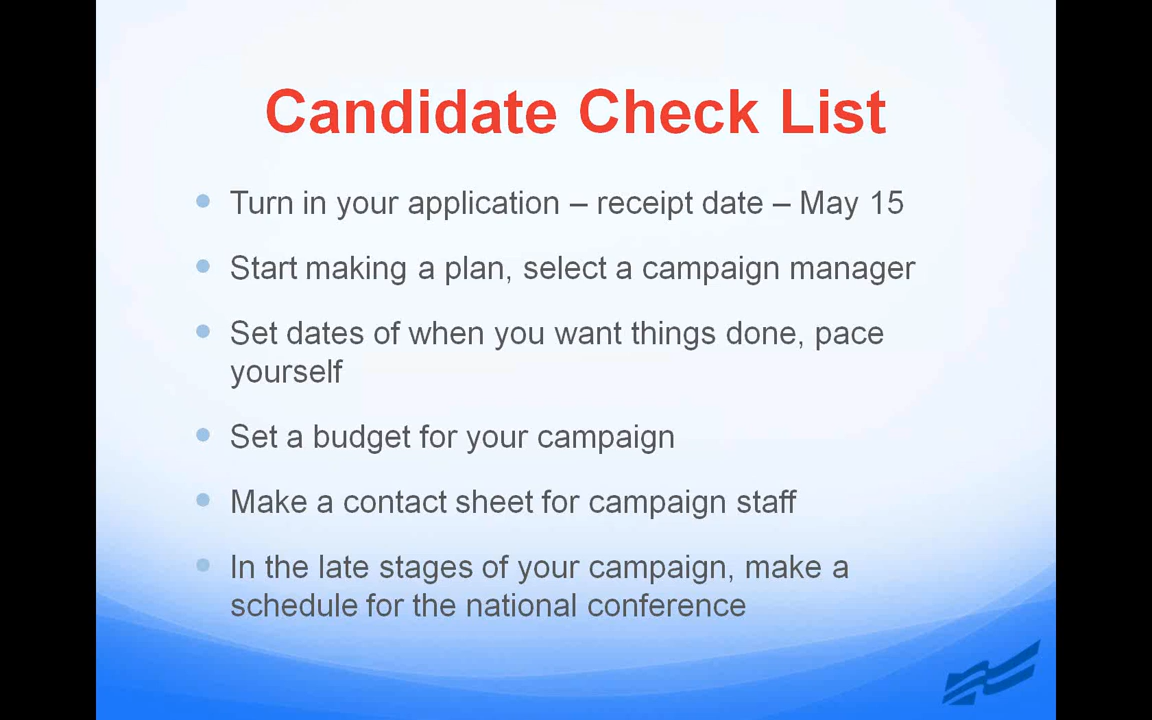 Candidate Check List
Turn in your application – receipt date – May 15
Start making a plan, select a campaign manager
Set dates of when you want things done, pace
yourself
Set a budget for your campaign
Make a contact sheet for campaign staff
In the late stages of your campaign, make a
schedule for the national conference